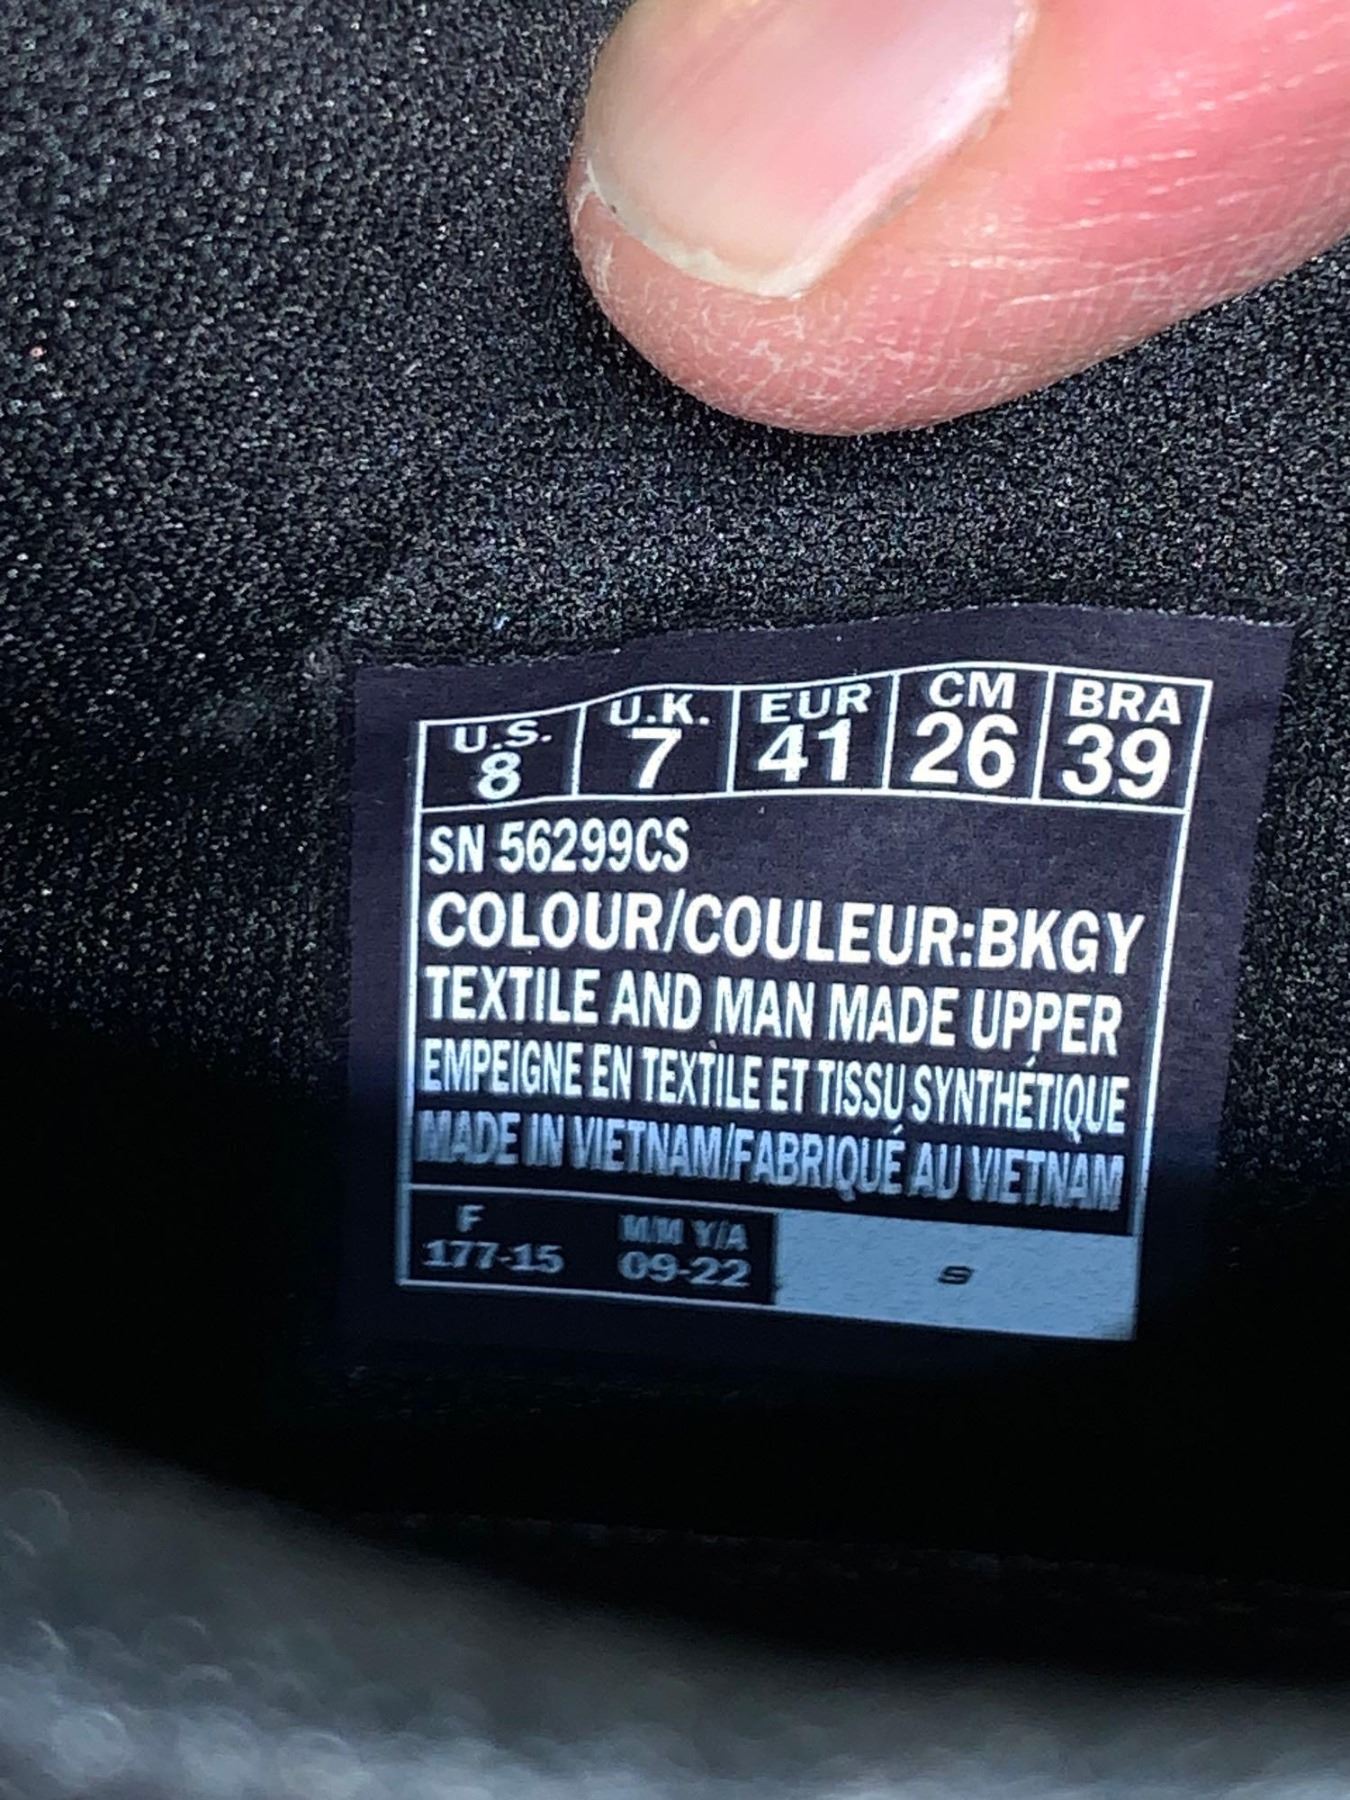 U.S. U.K. EUR CM BRA
8 7 41 26 39
SN 56299CS
COLOUR/COULEUR:BKGY
TEXTILE AND MAN MADE UPPER
EMPEIGNE EN TEXTILE ET TISSU SYNTHÉTIQUE
MADE IN VIETNAM/FABRIQUÉ AU VIETNAM
F M/M Y/A
177-15 09-22 S